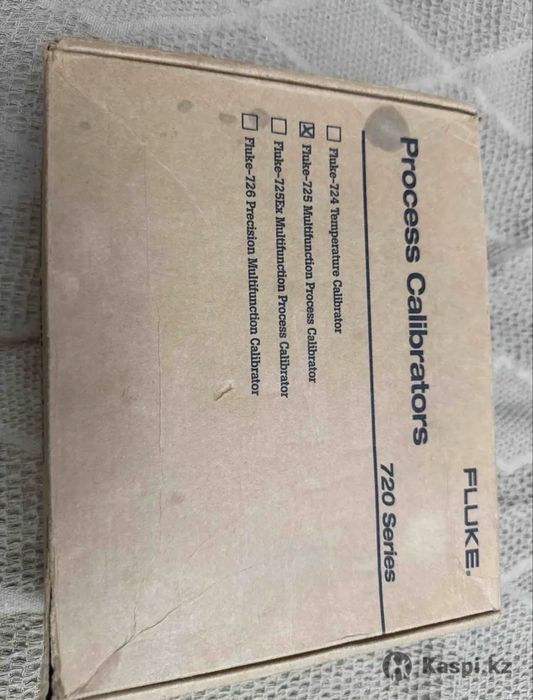 FLUKE®
Process Calibrators
720 Series
Fluke-724 Temperature Calibrator
Fluke-725 Multifunction Process Calibrator
Fluke-725Ex Multifunction Process Calibrator
Fluke-726 Precision Multifunction Calibrator
Kaspi.kz